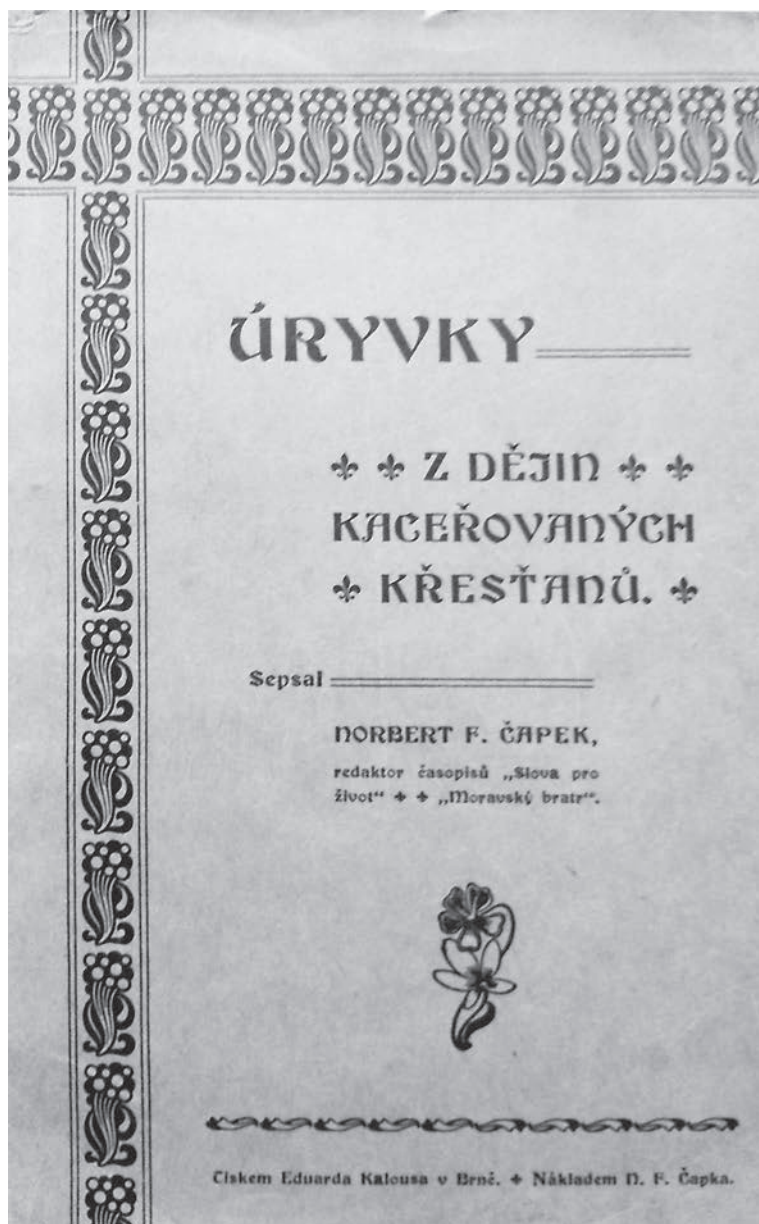 ÚRYVKY
Z DĚJIN
KACEŘOVANÝCH
KŘESŤANŮ.
Sepsal
NORBERT F. ČAPEK,
redaktor časopisů „Slova pro
život“ „Moravský bratr“.
Tiskem Eduarda Kalousa v Brně. Nákladem N. F. Čapka.